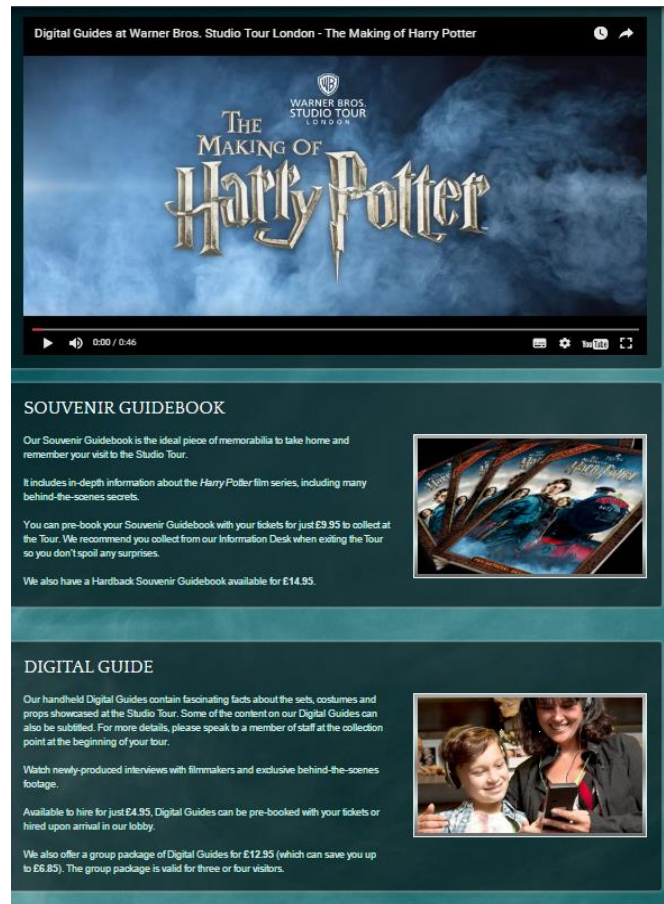 Digital Guides at Warner Bros. Studio Tour London - The Making of Harry Potter
WB
WARNER BROS.
STUDIO TOUR
LONDON
THE
MAKING OF
Harry Potter
0:00 / 0:46
YouTube
SOUVENIR GUIDEBOOK
Our Souvenir Guidebook is the ideal piece of memorabilia to take home and
remember your visit to the Studio Tour.
It includes in-depth information about the Harry Potter film series, including many
behind-the-scenes secrets.
You can pre-book your Souvenir Guidebook with your tickets for just £9.95 to collect at
the Tour. We recommend you collect from our Information Desk when exiting the Tour
so you don't spoil any surprises.
We also have a Hardback Souvenir Guidebook available for £14.95.
Harry Potter
DIGITAL GUIDE
Our handheld Digital Guides contain fascinating facts about the sets, costumes and
props showcased at the Studio Tour. Some of the content on our Digital Guides can
also be subtitled. For more details, please speak to a member of staff at the collection
point at the beginning of your tour.
Watch newly-produced interviews with filmmakers and exclusive behind-the-scenes
footage.
Available to hire for just £4.95, Digital Guides can be pre-booked with your tickets or
hired upon arrival in our lobby.
We also offer a group package of Digital Guides for £12.95 (which can save you up
to £6.85). The group package is valid for three or four visitors.